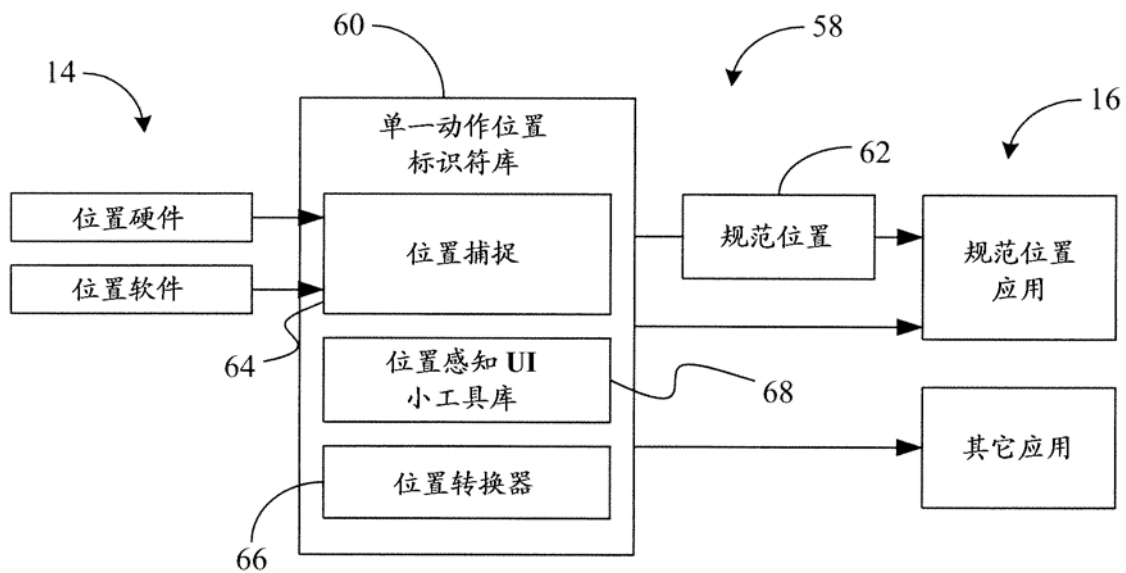 60
58
14
16
单一动作位置
标识符库
62
位置硬件
位置捕捉
规范位置
规范位置
应用
位置软件
64
位置感知 UI
小工具库
68
其它应用
位置转换器
66